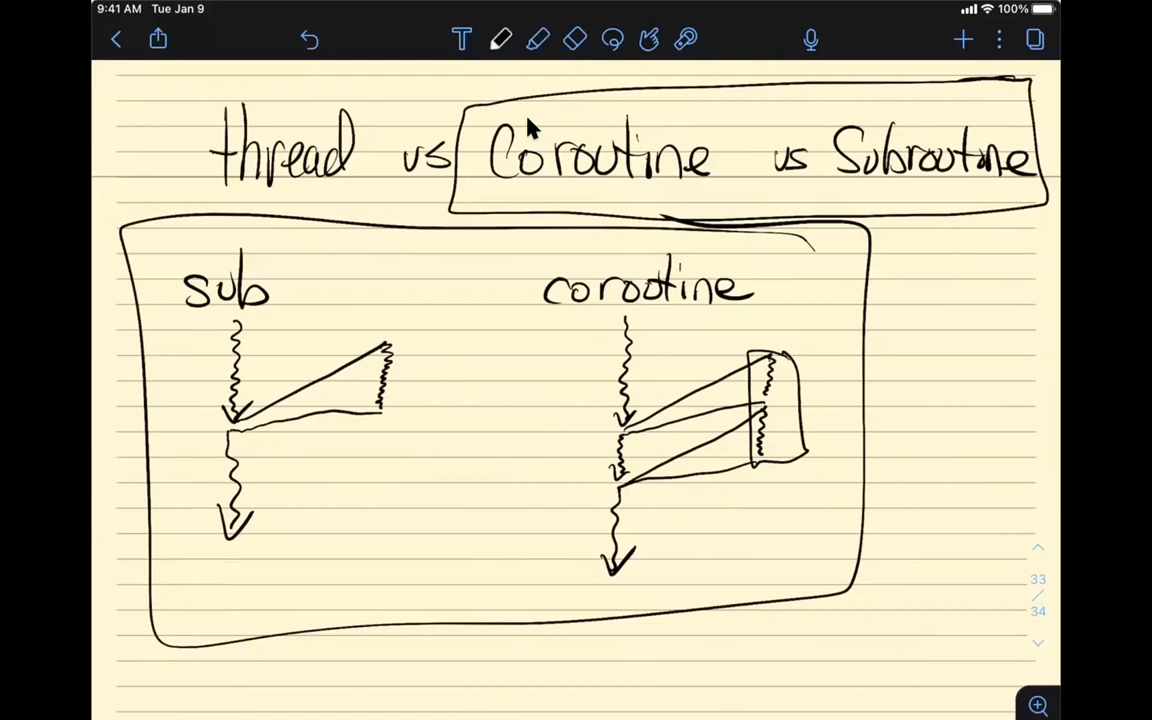 9:41 AM Tue Jan 9 100%
thread vs Coroutine vs Subroutine
sub coroutine
33
/
34